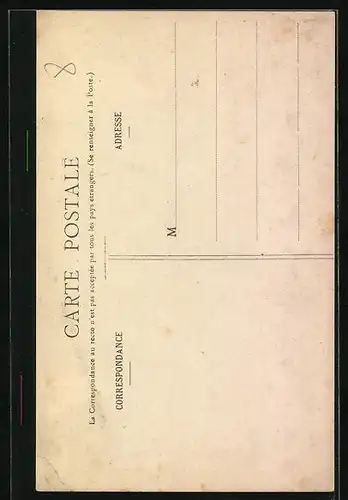 8
CARTE POSTALE
La Correspondance au recto n'est pas acceptée par tous les pays étrangers. (Se renseigner à la Poste.)
CORRESPONDANCE
ADRESSE
M